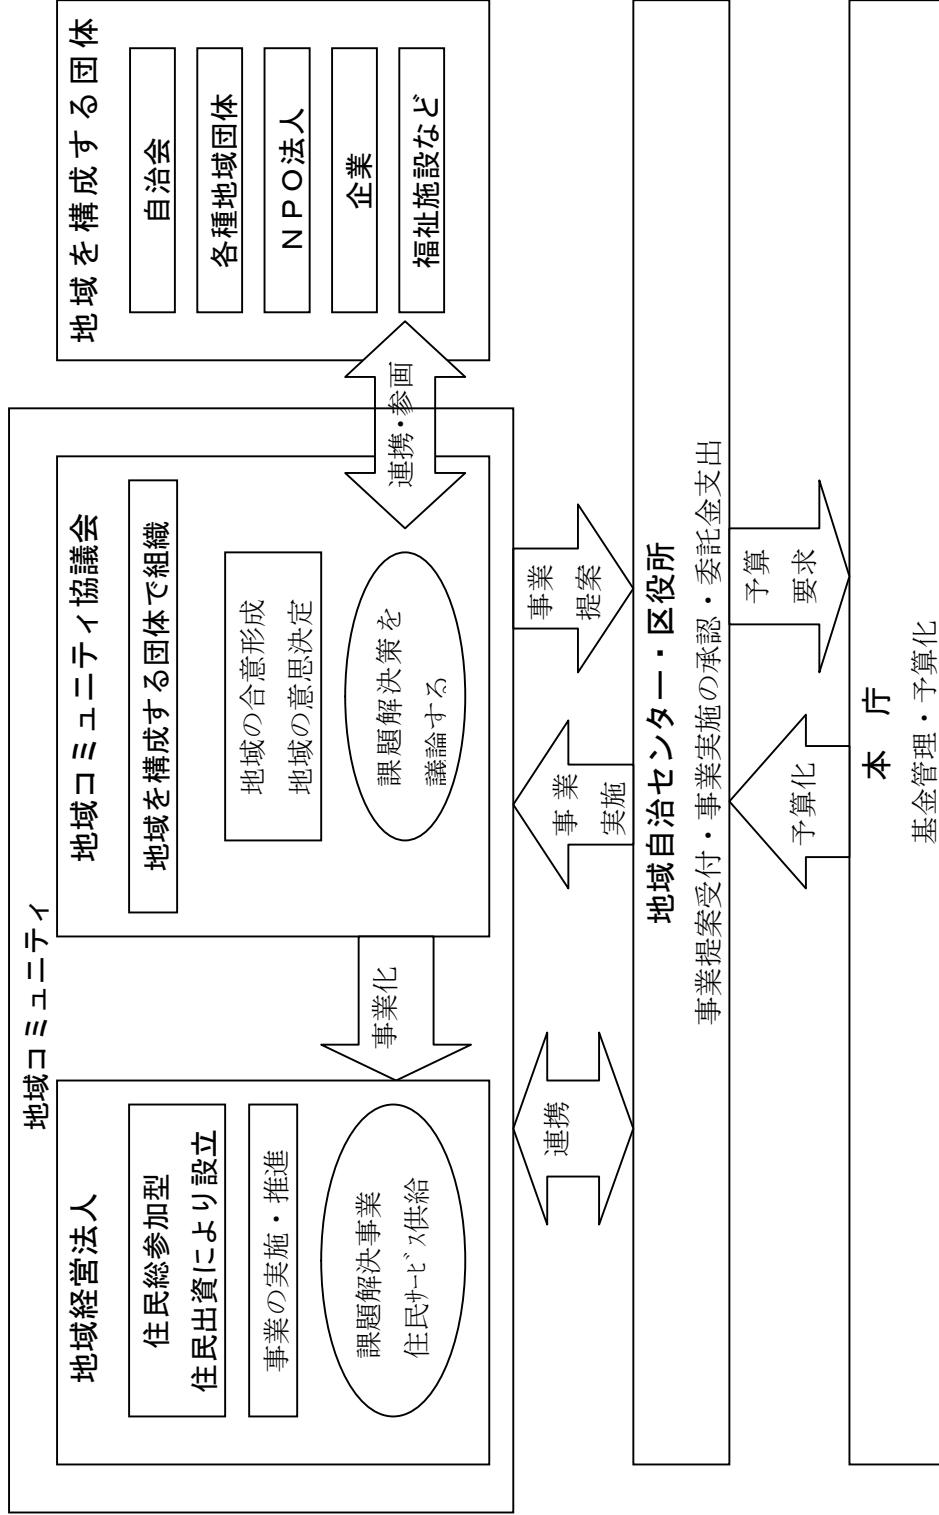 地域コミュニティ
地域経営法人
住民総参加型
住民出資により設立
事業の実施・推進
課題解決事業
住民ｻｰﾋﾞｽ供給
事業化
地域コミュニティ協議会
地域を構成する団体で組織
地域の合意形成
地域の意思決定
課題解決策を
議論する
連携・参画
地域を構成する団体
自治会
各種地域団体
ＮＰＯ法人
企業
福祉施設など
連携
事業
実施
事業
提案
地域自治センター・区役所
事業提案受付・事業実施の承認・委託金支出
予算化
予算
要求
本庁
基金管理・予算化